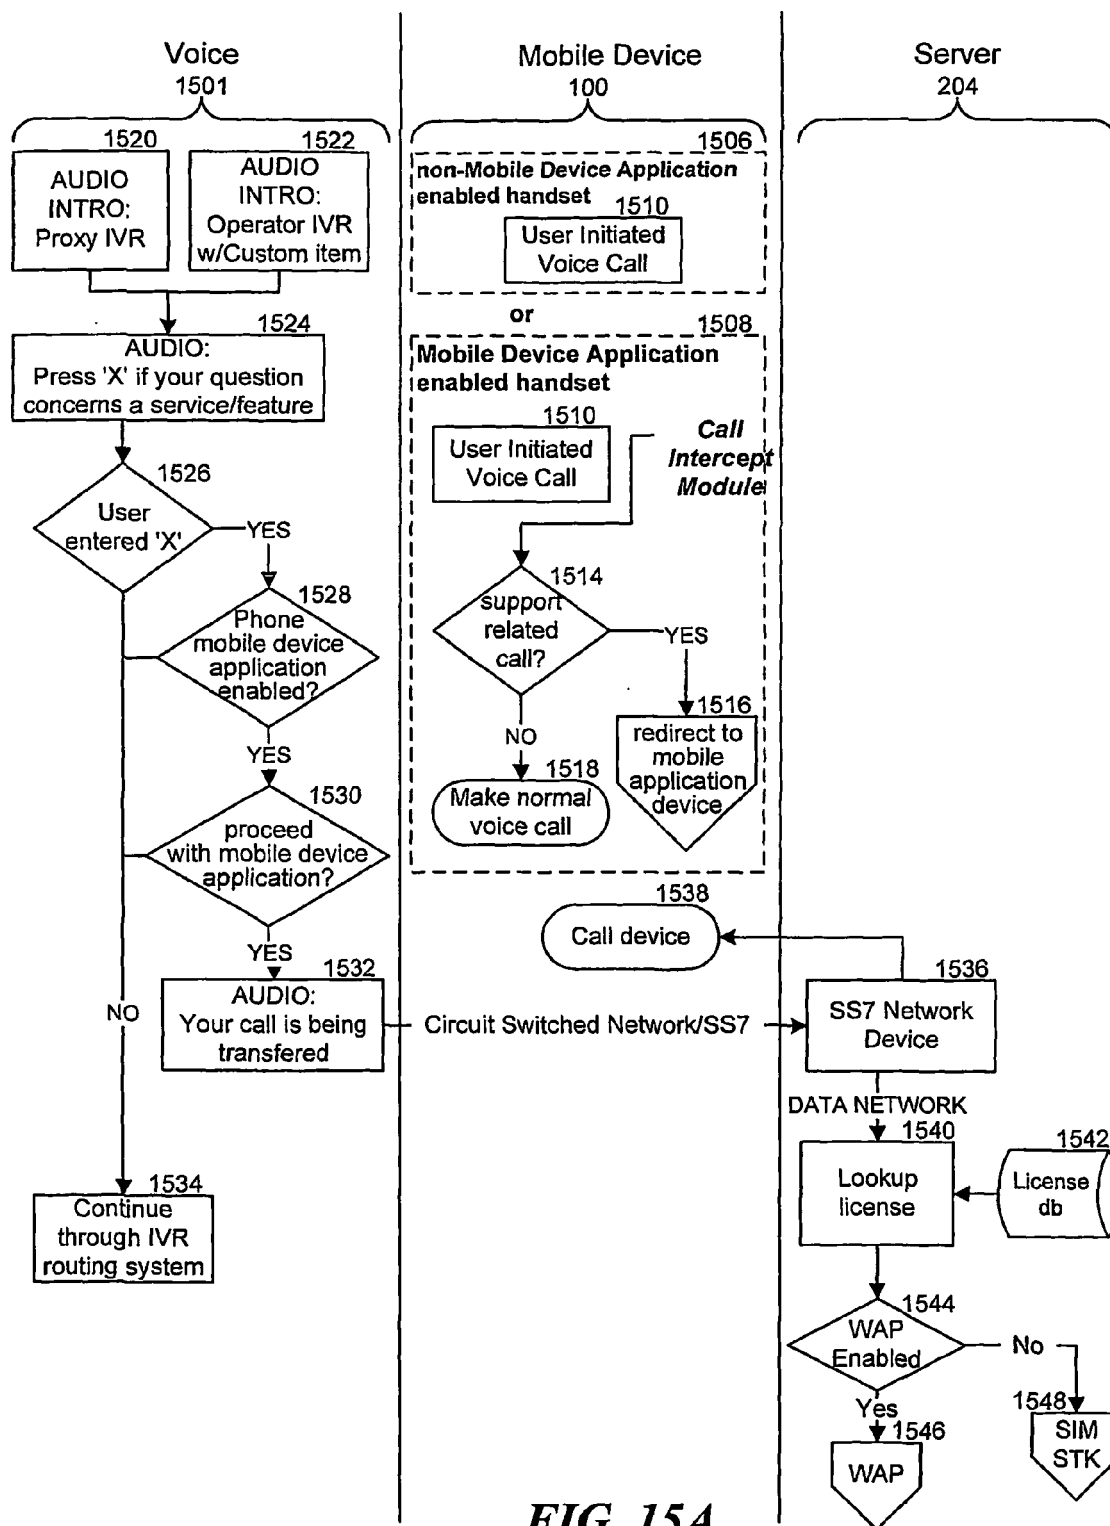 Voice
1501
Mobile Device
100
Server
204
1520
AUDIO
INTRO:
Proxy IVR
1522
AUDIO
INTRO:
Operator IVR
w/Custom item
1524
AUDIO:
Press 'X' if your question
concerns a service/feature
1526
User
entered 'X'
YES
1528
Phone
mobile device
application
enabled?
YES
1530
proceed
with mobile device
application?
YES
1532
AUDIO:
Your call is being
transfered
NO
1534
Continue
through IVR
routing system
1506
non-Mobile Device Application
enabled handset
1510
User Initiated
Voice Call
or
1508
Mobile Device Application
enabled handset
1510
User Initiated
Voice Call
Call
Intercept
Module
1514
support
related
call?
YES
NO
1516
redirect to
mobile
application
device
1518
Make normal
voice call
1538
Call device
Circuit Switched Network/SS7
1536
SS7 Network
Device
DATA NETWORK
1540
Lookup
license
1542
License
db
1544
WAP
Enabled
No
Yes
1546
WAP
1548
SIM
STK
FIG. 15A